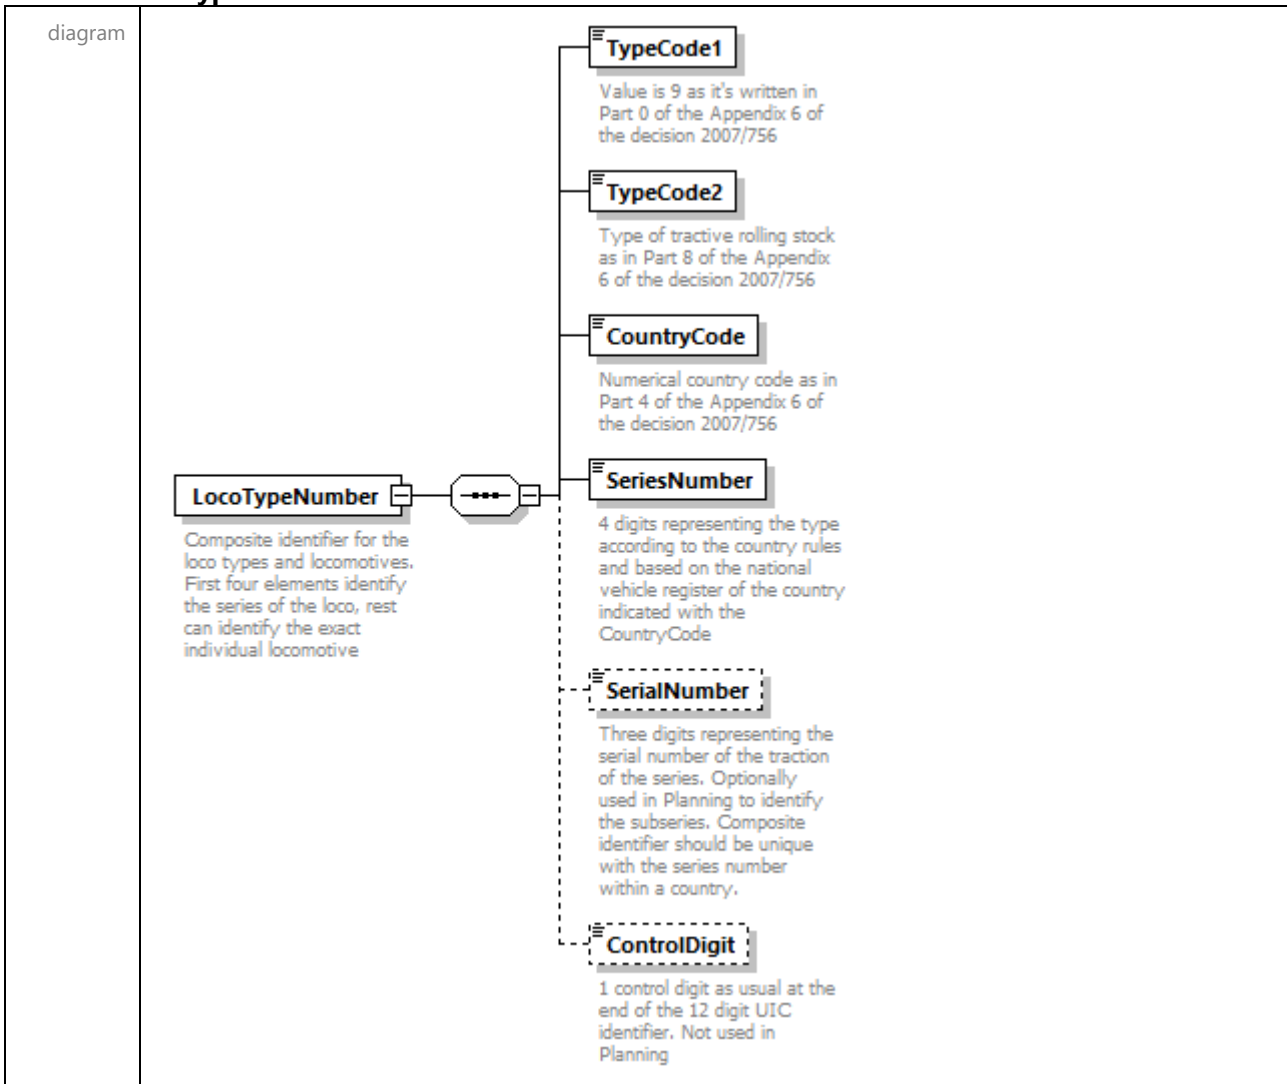 diagram
TypeCode1
Value is 9 as it's written in
Part 0 of the Appendix 6 of
the decision 2007/756
TypeCode2
Type of tractive rolling stock
as in Part 8 of the Appendix
6 of the decision 2007/756
CountryCode
Numerical country code as in
Part 4 of the Appendix 6 of
the decision 2007/756
LocoTypeNumber
Composite identifier for the
loco types and locomotives.
First four elements identify
the series of the loco, rest
can identify the exact
individual locomotive
SeriesNumber
4 digits representing the type
according to the country rules
and based on the national
vehicle register of the country
indicated with the
CountryCode
SerialNumber
Three digits representing the
serial number of the traction
of the series. Optionally
used in Planning to identify
the subseries. Composite
identifier should be unique
with the series number
within a country.
ControlDigit
1 control digit as usual at the
end of the 12 digit UIC
identifier. Not used in
Planning